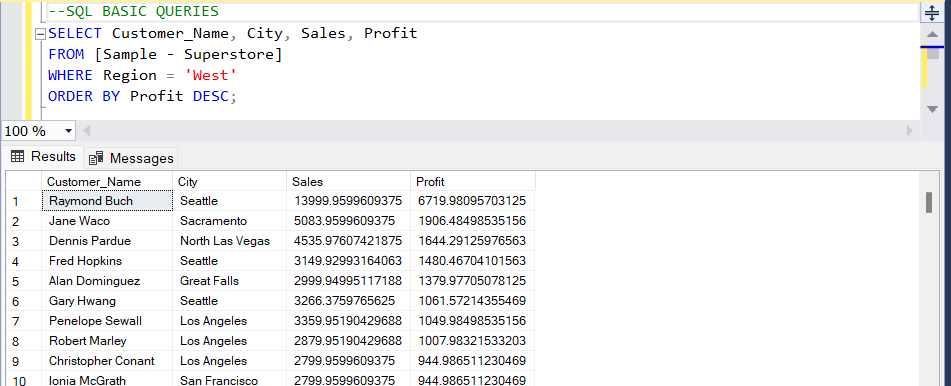 --SQL BASIC QUERIES
SELECT Customer_Name, City, Sales, Profit
FROM [Sample - Superstore]
WHERE Region = 'West'
ORDER BY Profit DESC;
100 %
Results Messages
Customer_Name City Sales Profit
1 Raymond Buch Seattle 13999.9599609375 6719.98095703125
2 Jane Waco Sacramento 5083.9599609375 1906.48498535156
3 Dennis Pardue North Las Vegas 4535.97607421875 1644.29125976563
4 Fred Hopkins Seattle 3149.92993164063 1480.46704101563
5 Alan Dominguez Great Falls 2999.94995117188 1379.97705078125
6 Gary Hwang Seattle 3266.3759765625 1061.57214355469
7 Penelope Sewall Los Angeles 3359.95190429688 1049.98498535156
8 Robert Marley Los Angeles 2879.95190429688 1007.98321533203
9 Christopher Conant Los Angeles 2799.9599609375 944.986511230469
10 Ionia McGrath San Francisco 2799.9599609375 944.986511230469